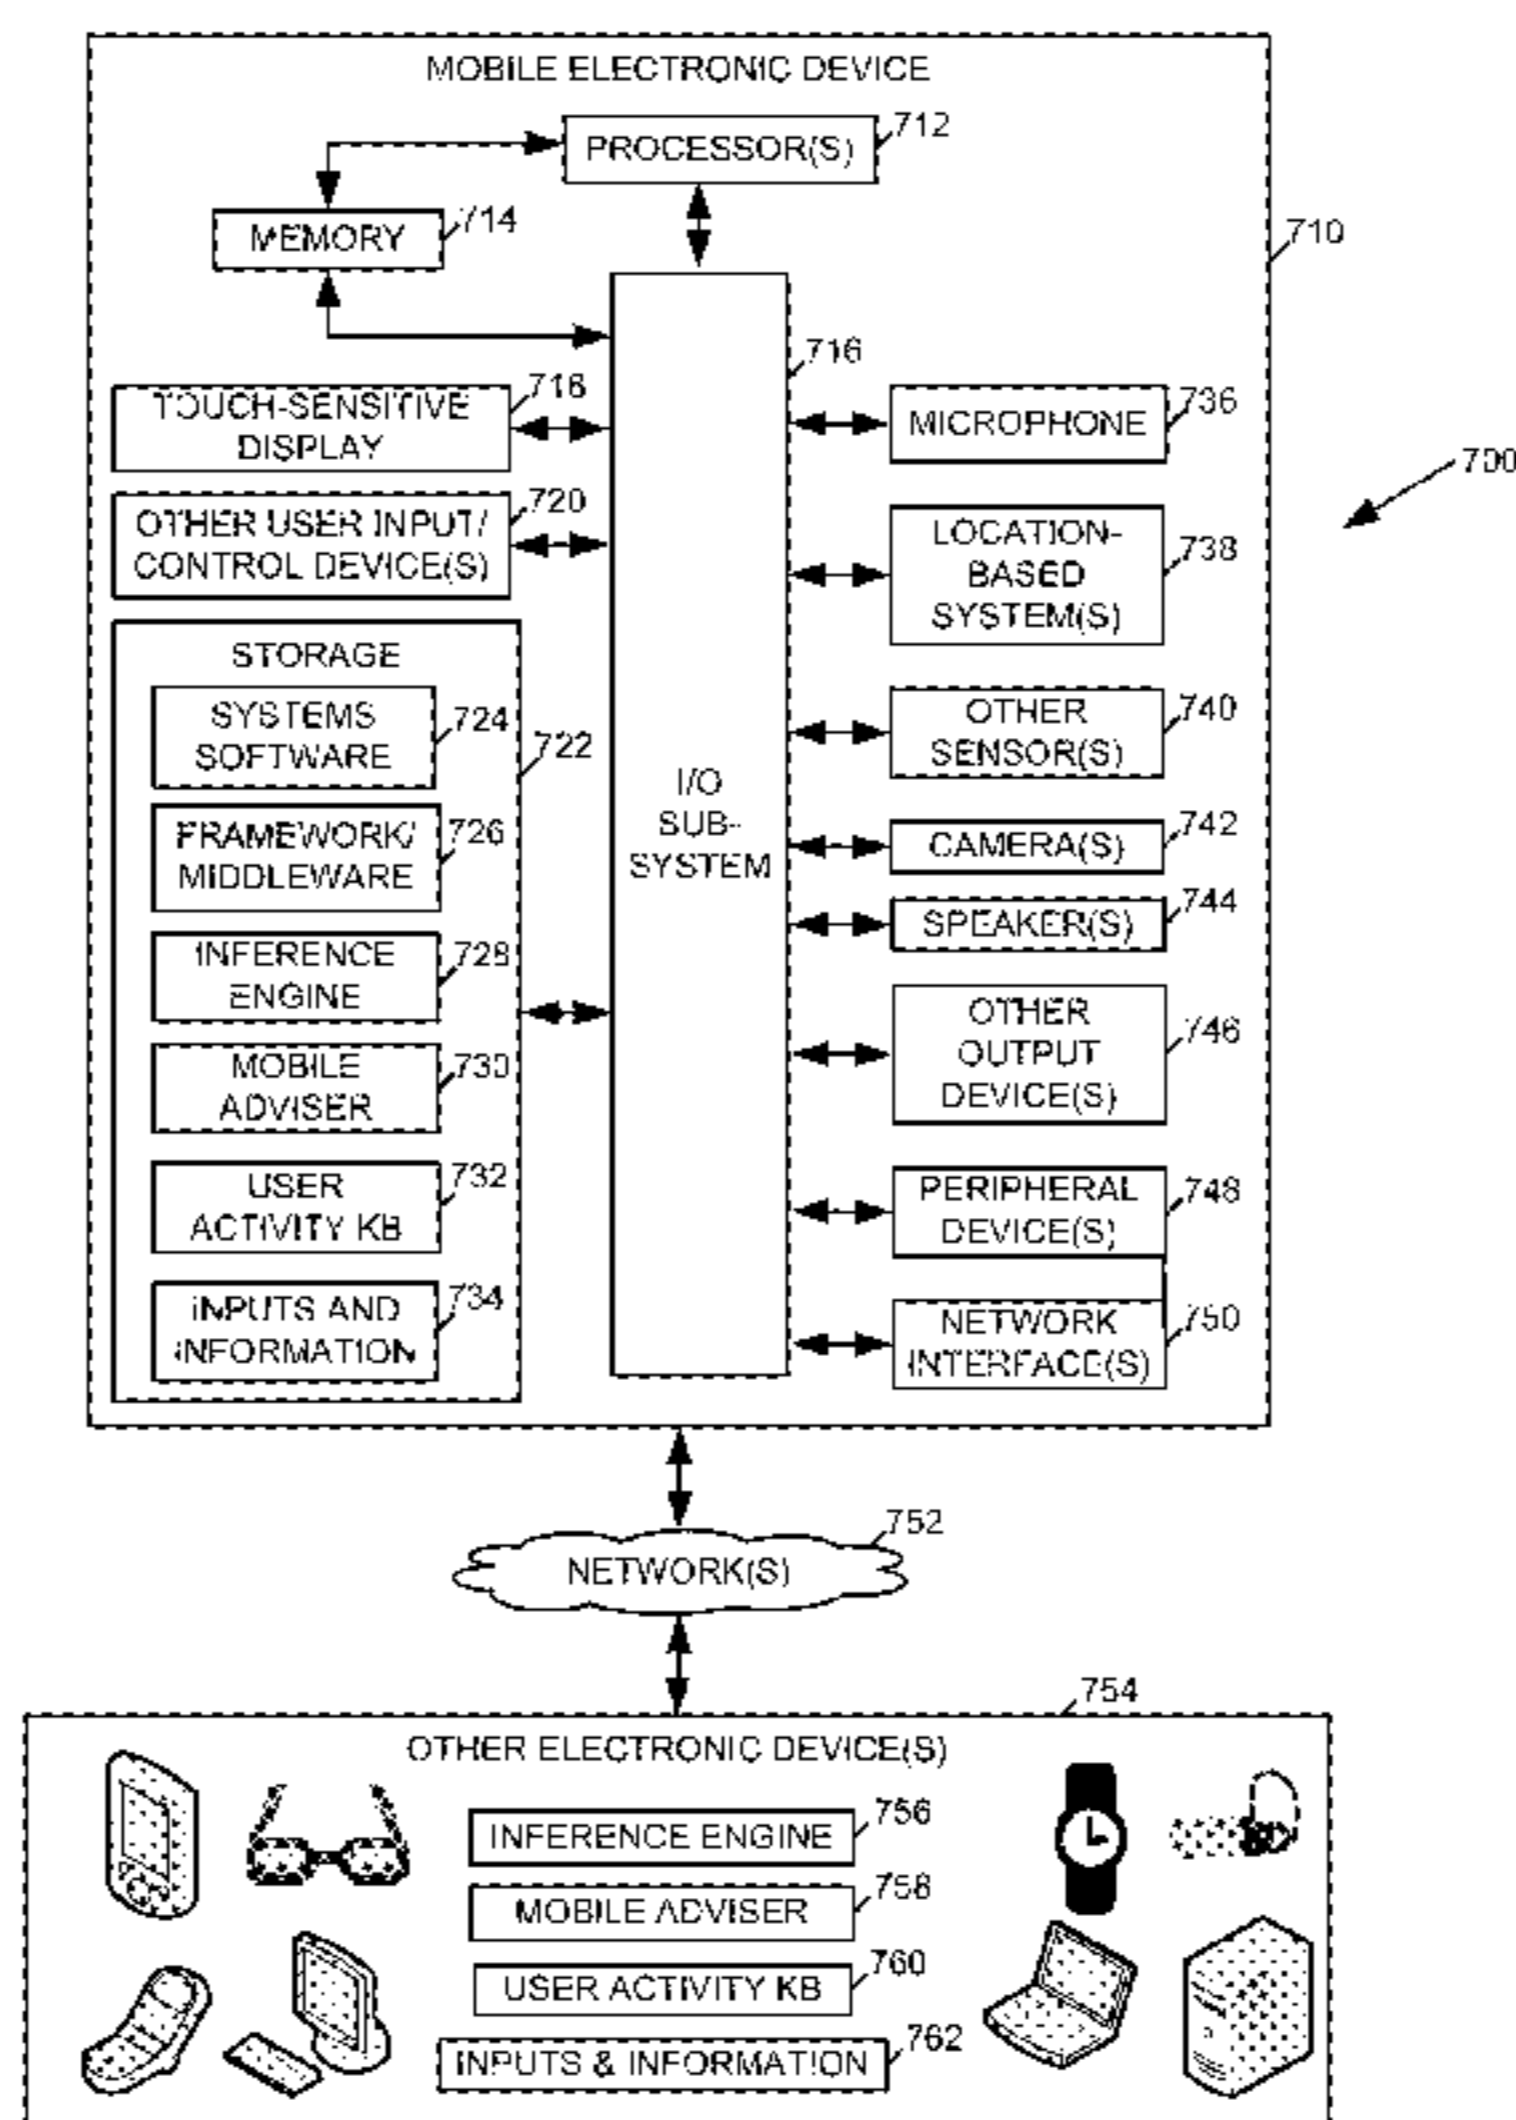 MOBILE ELECTRONIC DEVICE
PROCESSOR(S)
712
MEMORY
714
710
716
TOUCH-SENSITIVE
DISPLAY
718
MICROPHONE
736
700
OTHER USER INPUT/
CONTROL DEVICE(S)
720
LOCATION-
BASED
SYSTEM(S)
738
STORAGE
722
SYSTEMS
SOFTWARE
724
OTHER
SENSOR(S)
740
I/O
SUB-
SYSTEM
FRAMEWORK/
MIDDLEWARE
726
CAMERA(S)
742
SPEAKER(S)
744
INFERENCE
ENGINE
728
OTHER
OUTPUT
DEVICE(S)
746
MOBILE
ADVISER
730
USER
ACTIVITY KB
732
PERIPHERAL
DEVICE(S)
748
INPUTS AND
INFORMATION
734
NETWORK
INTERFACE(S)
750
NETWORK(S)
752
754
OTHER ELECTRONIC DEVICE(S)
INFERENCE ENGINE
756
MOBILE ADVISER
758
USER ACTIVITY KB
760
INPUTS & INFORMATION
762